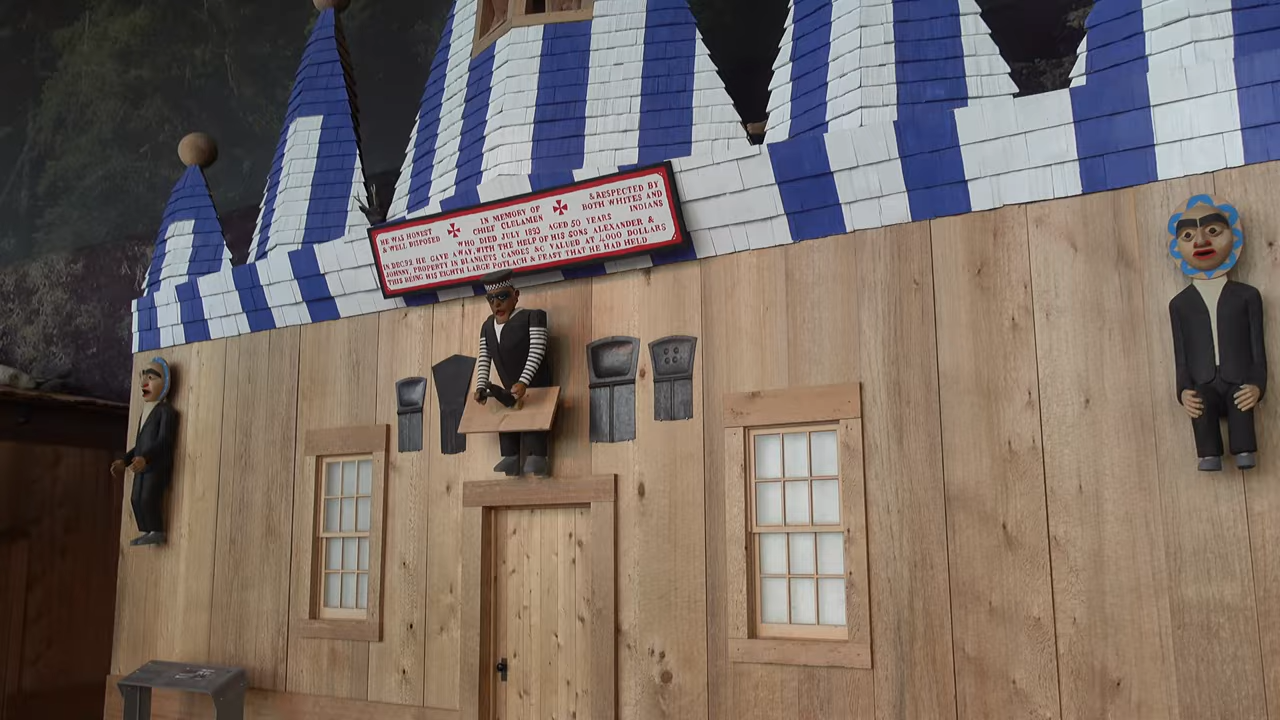 HE WAS HONEST
& WELL DISPOSED
IN MEMORY OF
CHIEF CLELAMEN
WHO DIED JULY 1893 AGED 50 YEARS
& RESPECTED BY
BOTH WHITES AND
INDIANS
IN DEC.92 HE GAVE AWAY, WITH THE HELP OF HIS SONS ALEXANDER &
JOHNNY, PROPERTY IN BLANKETS CANOES &C VALUED AT 4,000 DOLLARS
THIS BEING HIS EIGHTH LARGE POTLACH & FEAST THAT HE HAD HELD